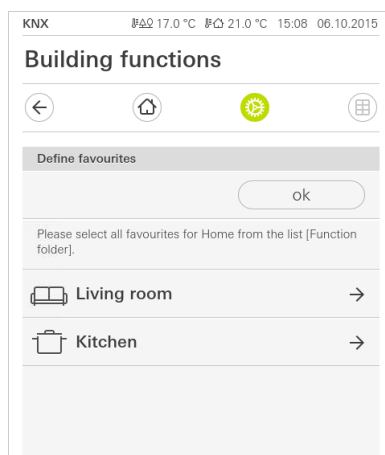 KNX 17.0 °C 21.0 °C 15:08 06.10.2015
Building functions
Define favourites
ok
Please select all favourites for Home from the list [Function
folder].
Living room
Kitchen